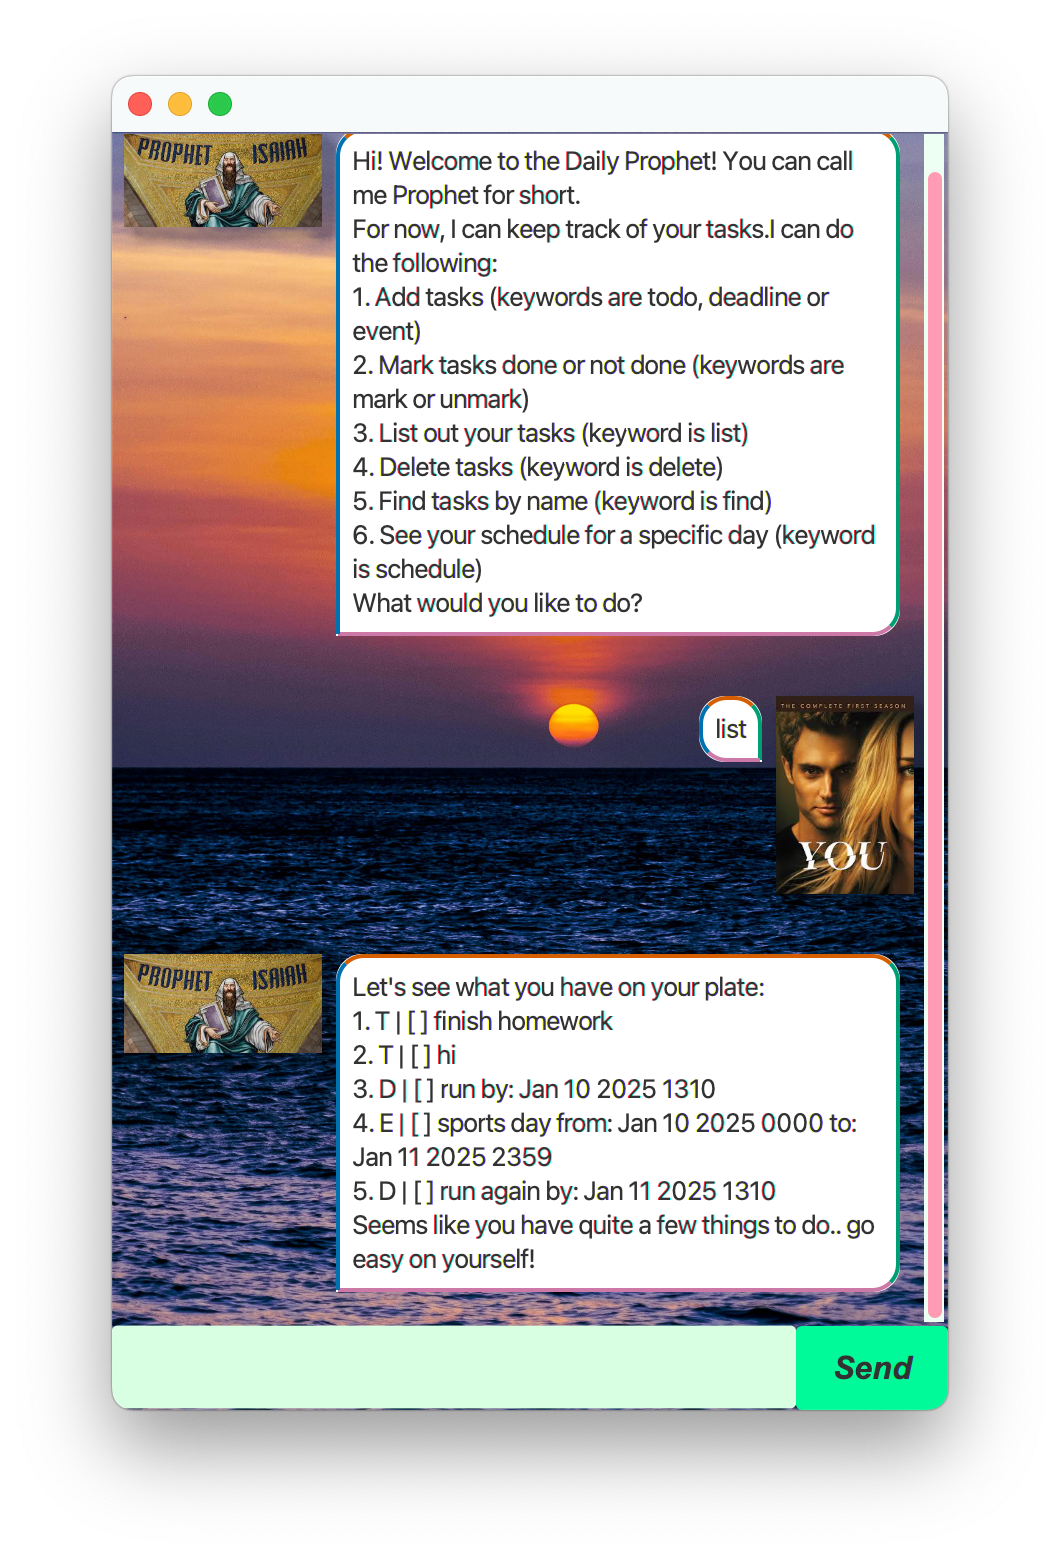 PROPHET ISAIAH
Hi! Welcome to the Daily Prophet! You can call
me Prophet for short.
For now, I can keep track of your tasks.I can do
the following:
1. Add tasks (keywords are todo, deadline or
event)
2. Mark tasks done or not done (keywords are
mark or unmark)
3. List out your tasks (keyword is list)
4. Delete tasks (keyword is delete)
5. Find tasks by name (keyword is find)
6. See your schedule for a specific day (keyword
is schedule)
What would you like to do?
list
THE COMPLETE FIRST SEASON
YOU
PROPHET ISAIAH
Let's see what you have on your plate:
1. T | [ ] finish homework
2. T | [ ] hi
3. D | [ ] run by: Jan 10 2025 1310
4. E | [ ] sports day from: Jan 10 2025 0000 to:
Jan 11 2025 2359
5. D | [ ] run again by: Jan 11 2025 1310
Seems like you have quite a few things to do.. go
easy on yourself!
Send